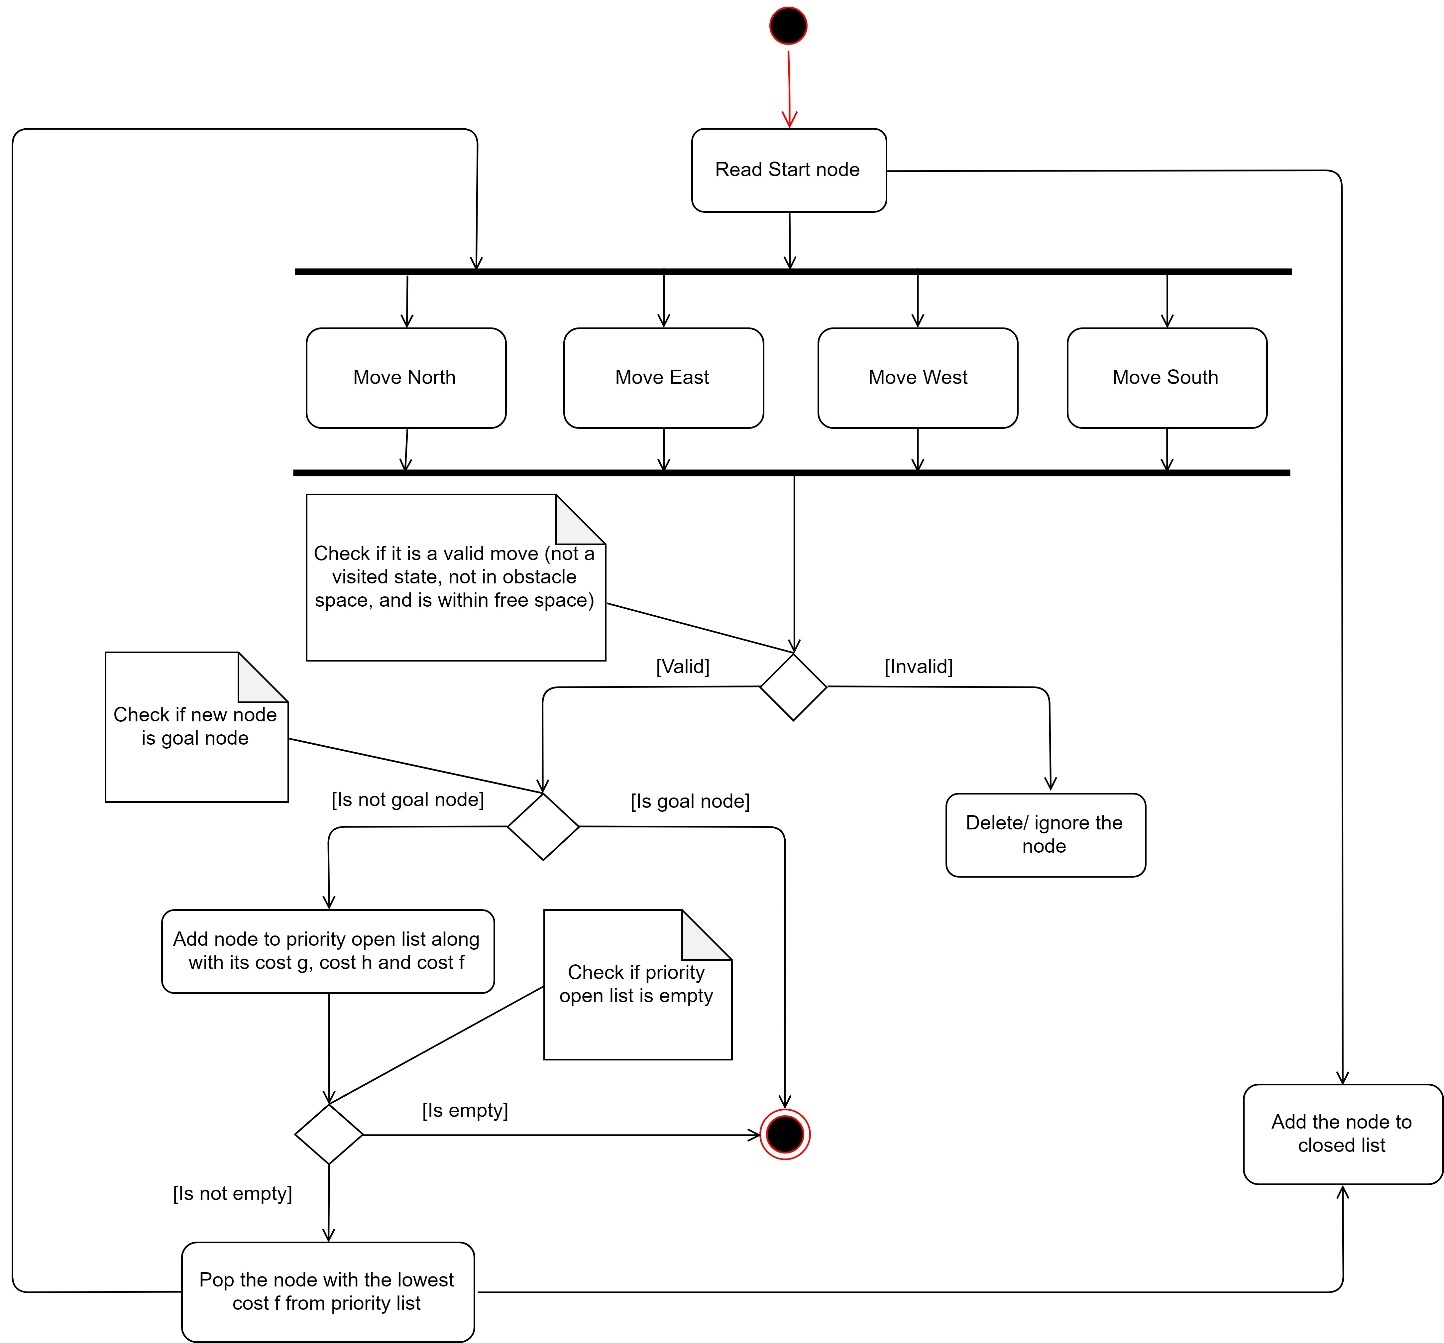 Read Start node
Move North
Move East
Move West
Move South
Check if it is a valid move (not a
visited state, not in obstacle
space, and is within free space)
[Valid]
[Invalid]
Check if new node
is goal node
[Is not goal node]
[Is goal node]
Delete/ ignore the
node
Add node to priority open list along
with its cost g, cost h and cost f
Check if priority
open list is empty
[Is empty]
Add the node to
closed list
[Is not empty]
Pop the node with the lowest
cost f from priority list